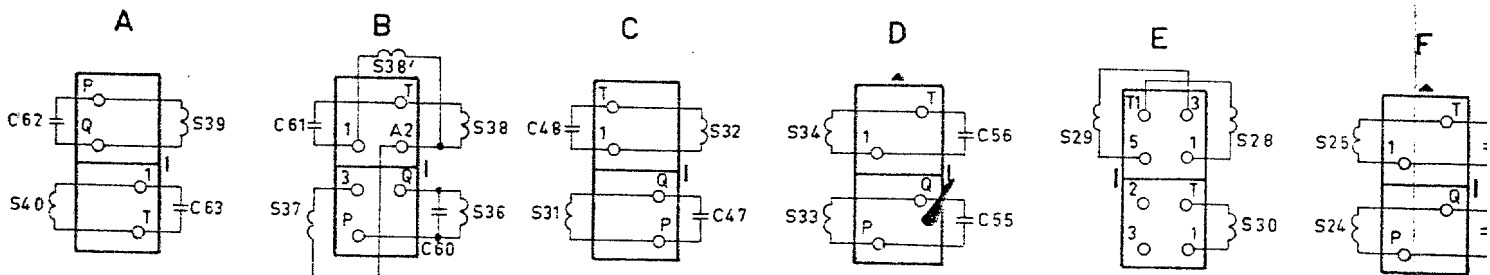 A B C D E F
S38'
P T T T T1 3 T
C62 S39 C61 S38 C48 S32 S34 C56 S29 S28 S25
Q 1 A2 1 1 5 1 1
I I I I I I
1 3 Q Q Q 2 T Q
S40 C63 S37 S36 S31 C47 S33 C55 S30 S24
T P P P 3 1 P
C60